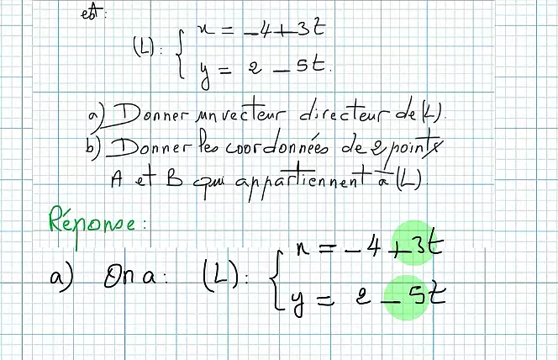 est:
(L): { x = -4+3t
y = 2 - 5t.
a) Donner un vecteur directeur de (L).
b) Donner les coordonnées de 2 points
A et B qui appartiennent à (L).
Réponse:
a) On a: (L): { x = -4 +3t
y = 2 - 5t